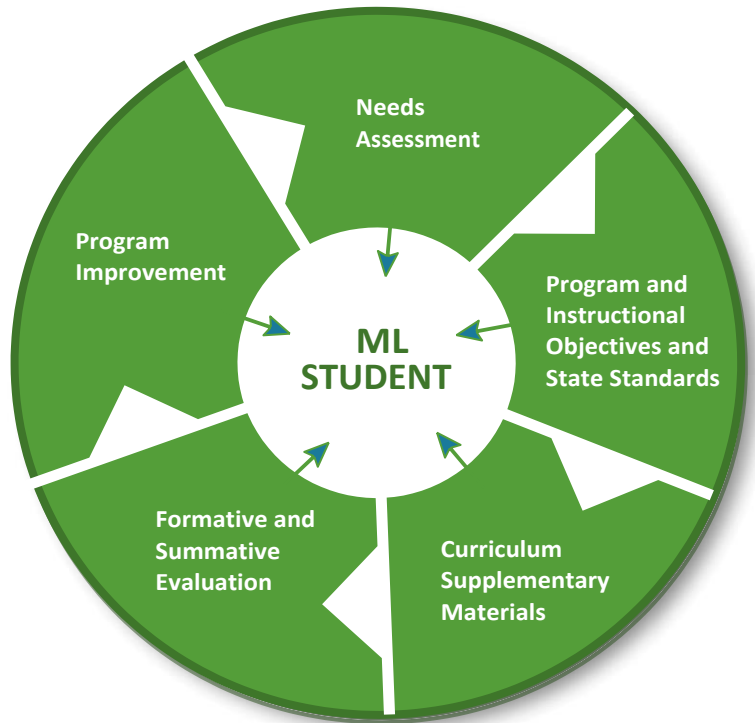 Needs
Assessment
Program and
Instructional
Objectives and
State Standards
Curriculum
Supplementary
Materials
Formative and
Summative
Evaluation
Program
Improvement
ML
STUDENT